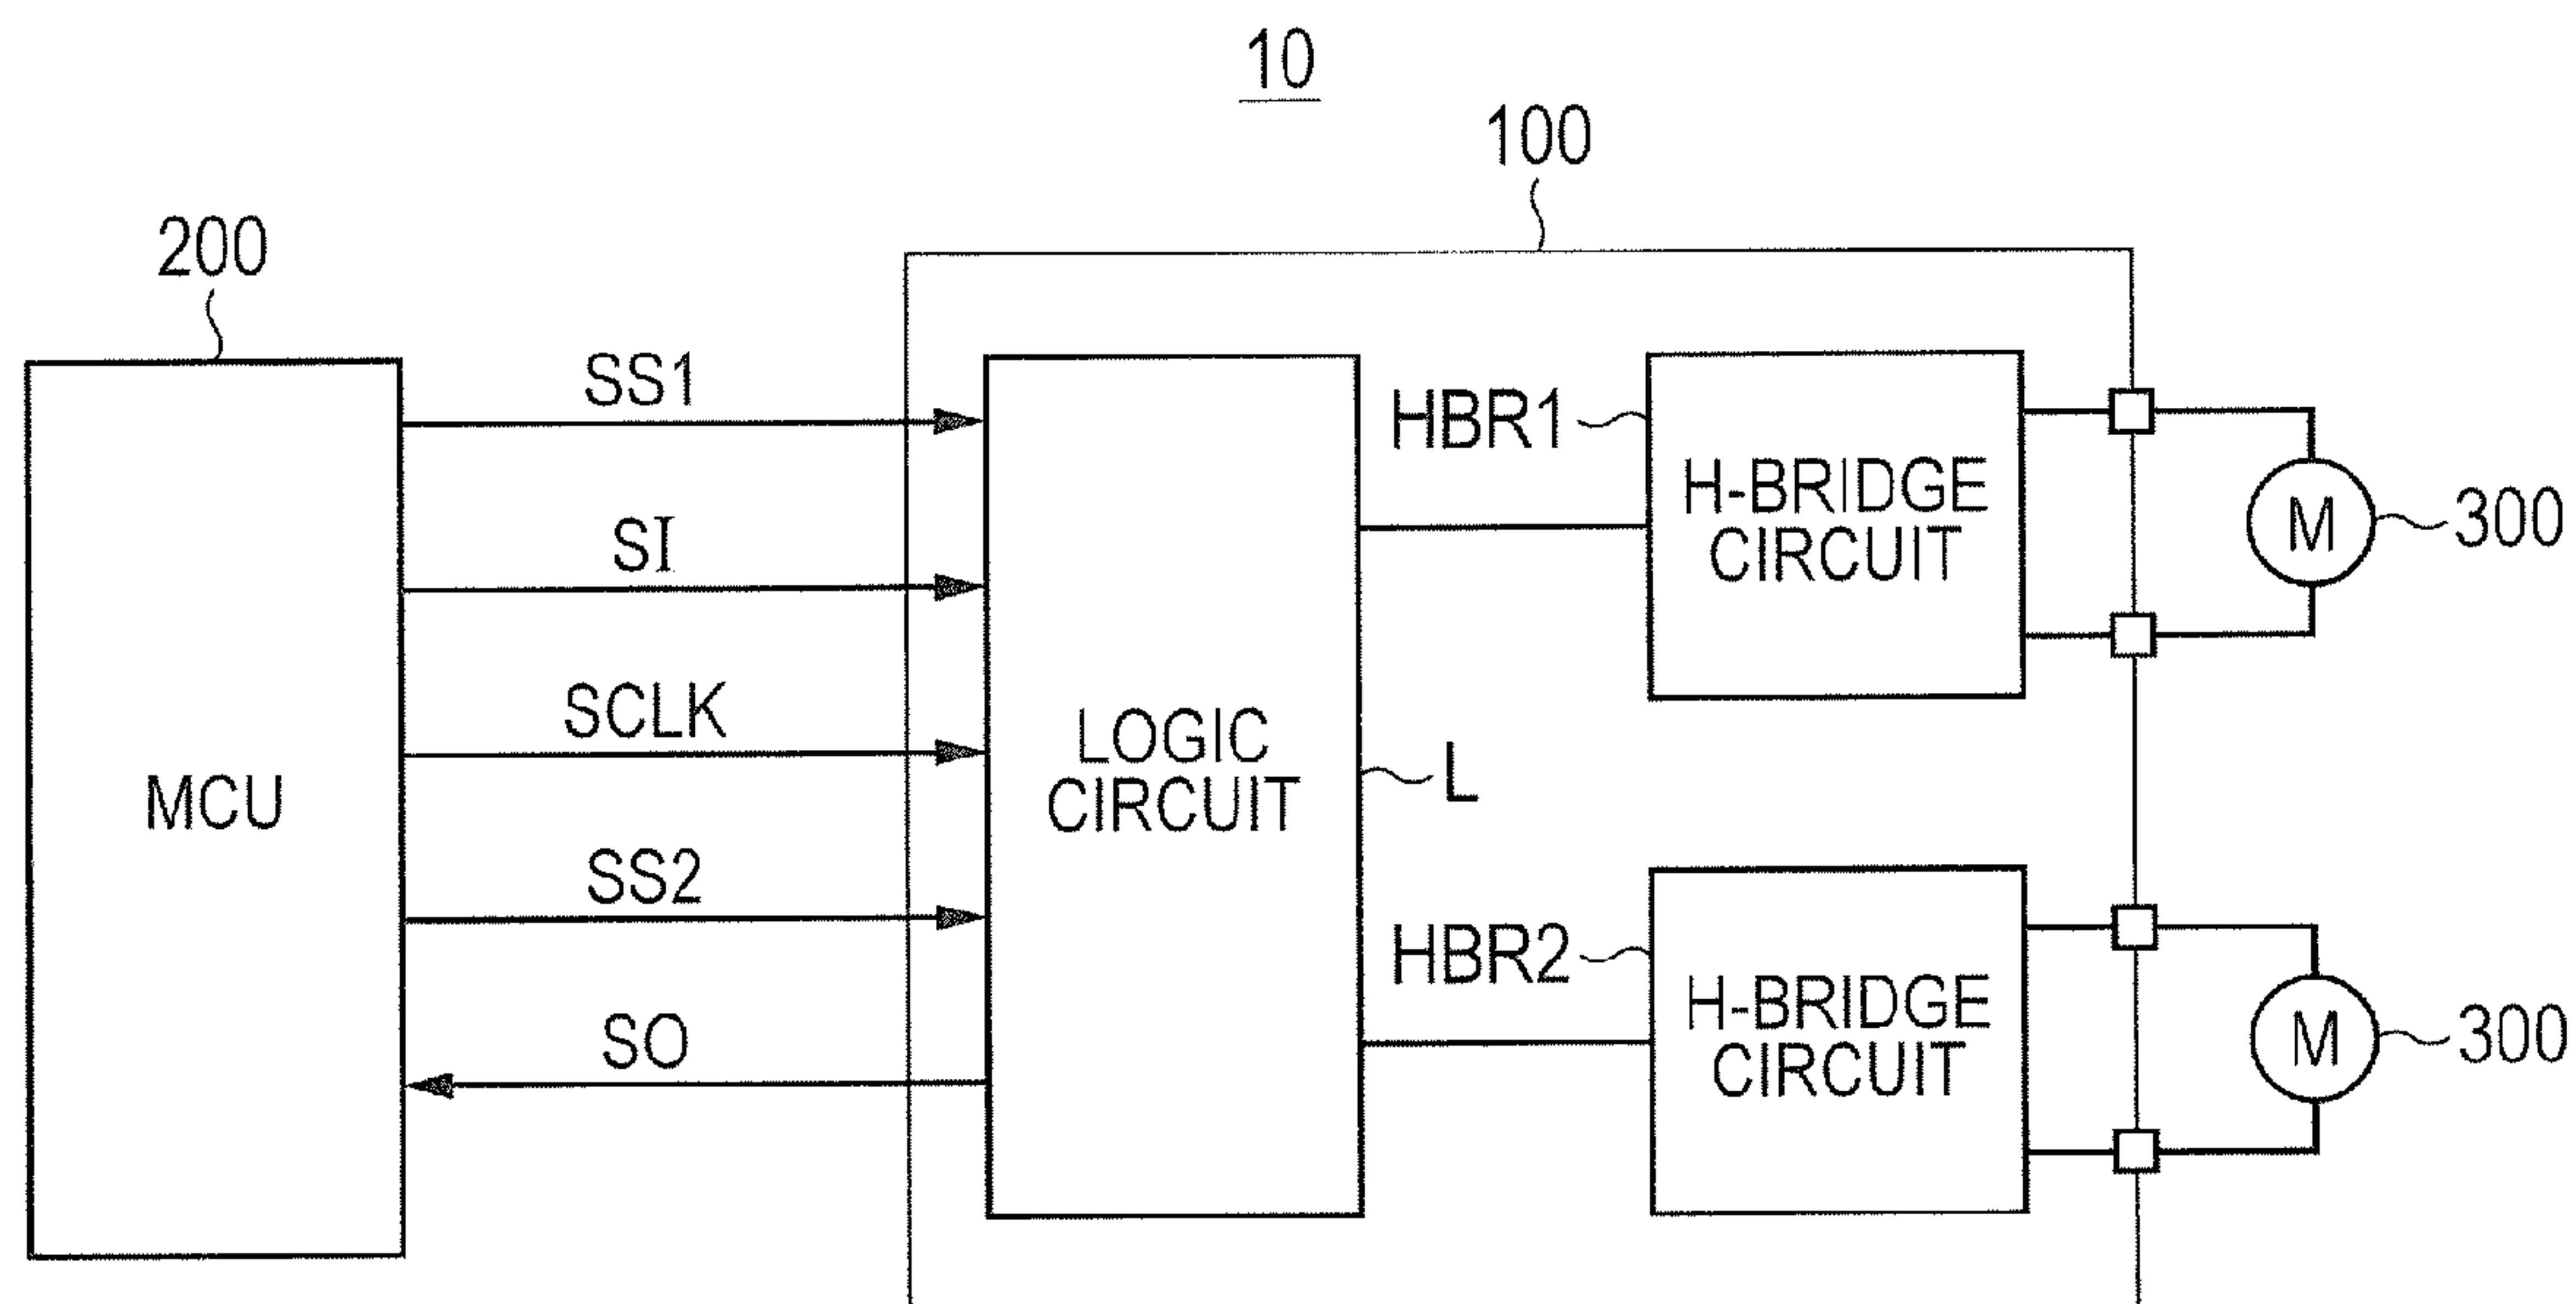 10
100
200
SS1
SI
SCLK
SS2
SO
MCU
LOGIC
CIRCUIT
L
HBR1
H-BRIDGE
CIRCUIT
M
300
HBR2
H-BRIDGE
CIRCUIT
M
300